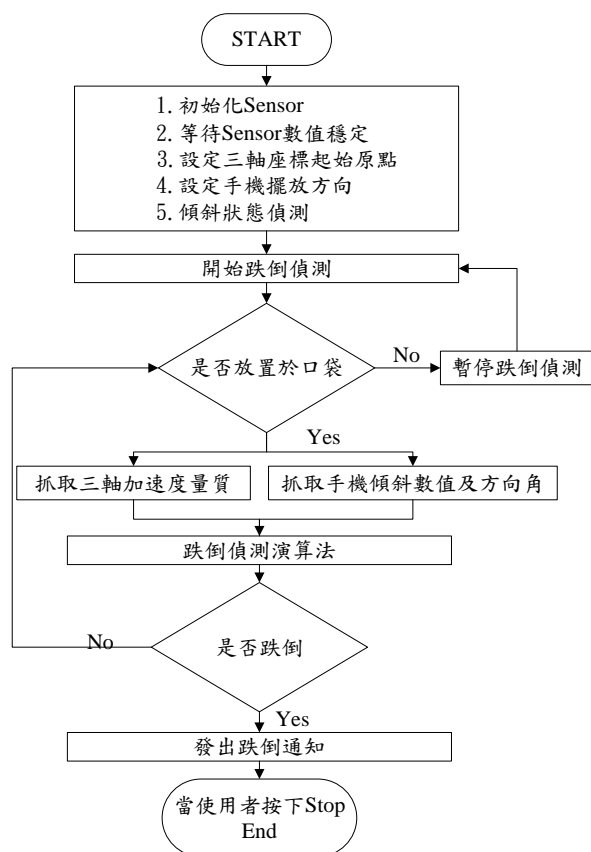 START
1. 初始化Sensor
2. 等待Sensor數值穩定
3. 設定三軸座標起始原點
4. 設定手機擺放方向
5. 傾斜狀態偵測
開始跌倒偵測
是否放置於口袋
No
暫停跌倒偵測
Yes
抓取三軸加速度量質
抓取手機傾斜數值及方向角
跌倒偵測演算法
No
是否跌倒
Yes
發出跌倒通知
當使用者按下Stop
End